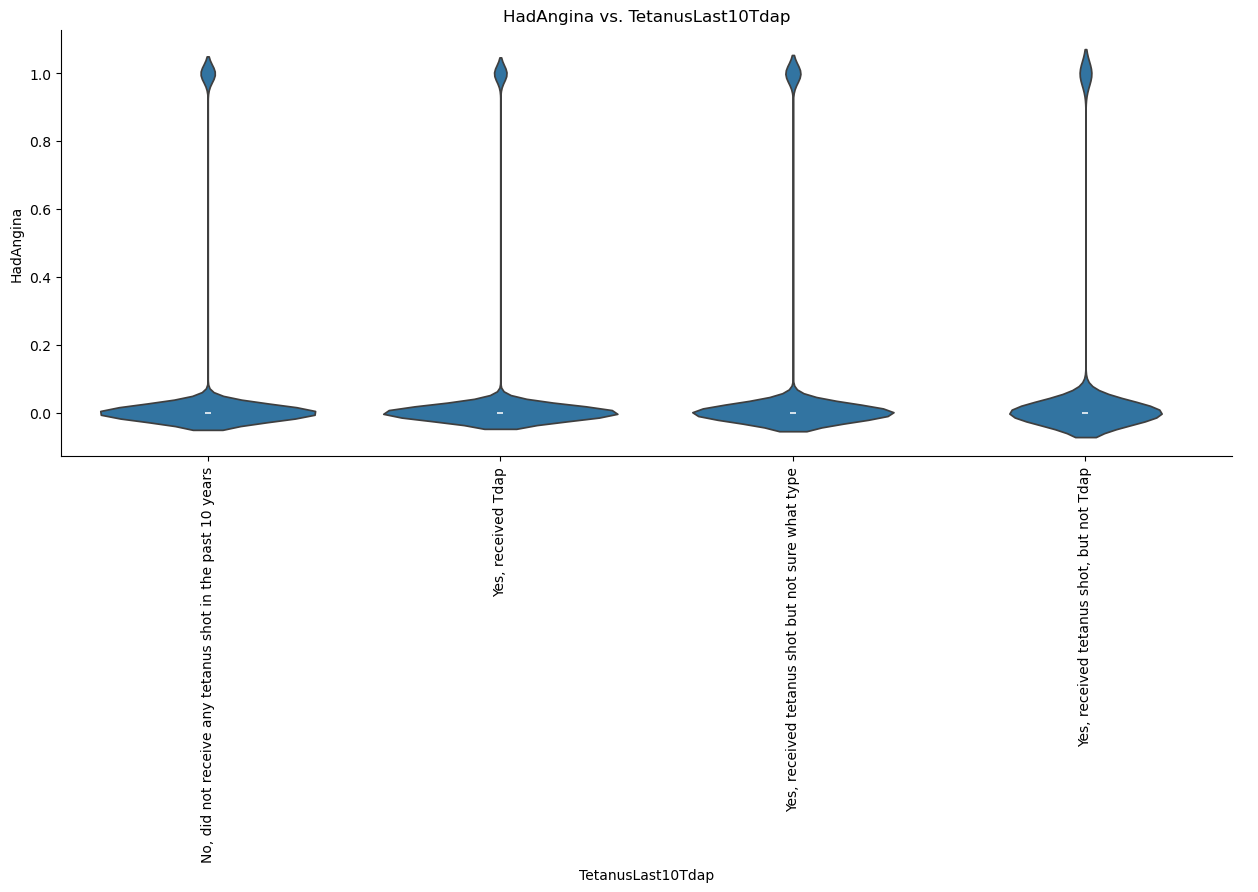 HadAngina vs. TetanusLast10Tdap
HadAngina
1.0
0.8
0.6
0.4
0.2
0.0
No, did not receive any tetanus shot in the past 10 years
Yes, received Tdap
Yes, received tetanus shot but not sure what type
Yes, received tetanus shot, but not Tdap
TetanusLast10Tdap